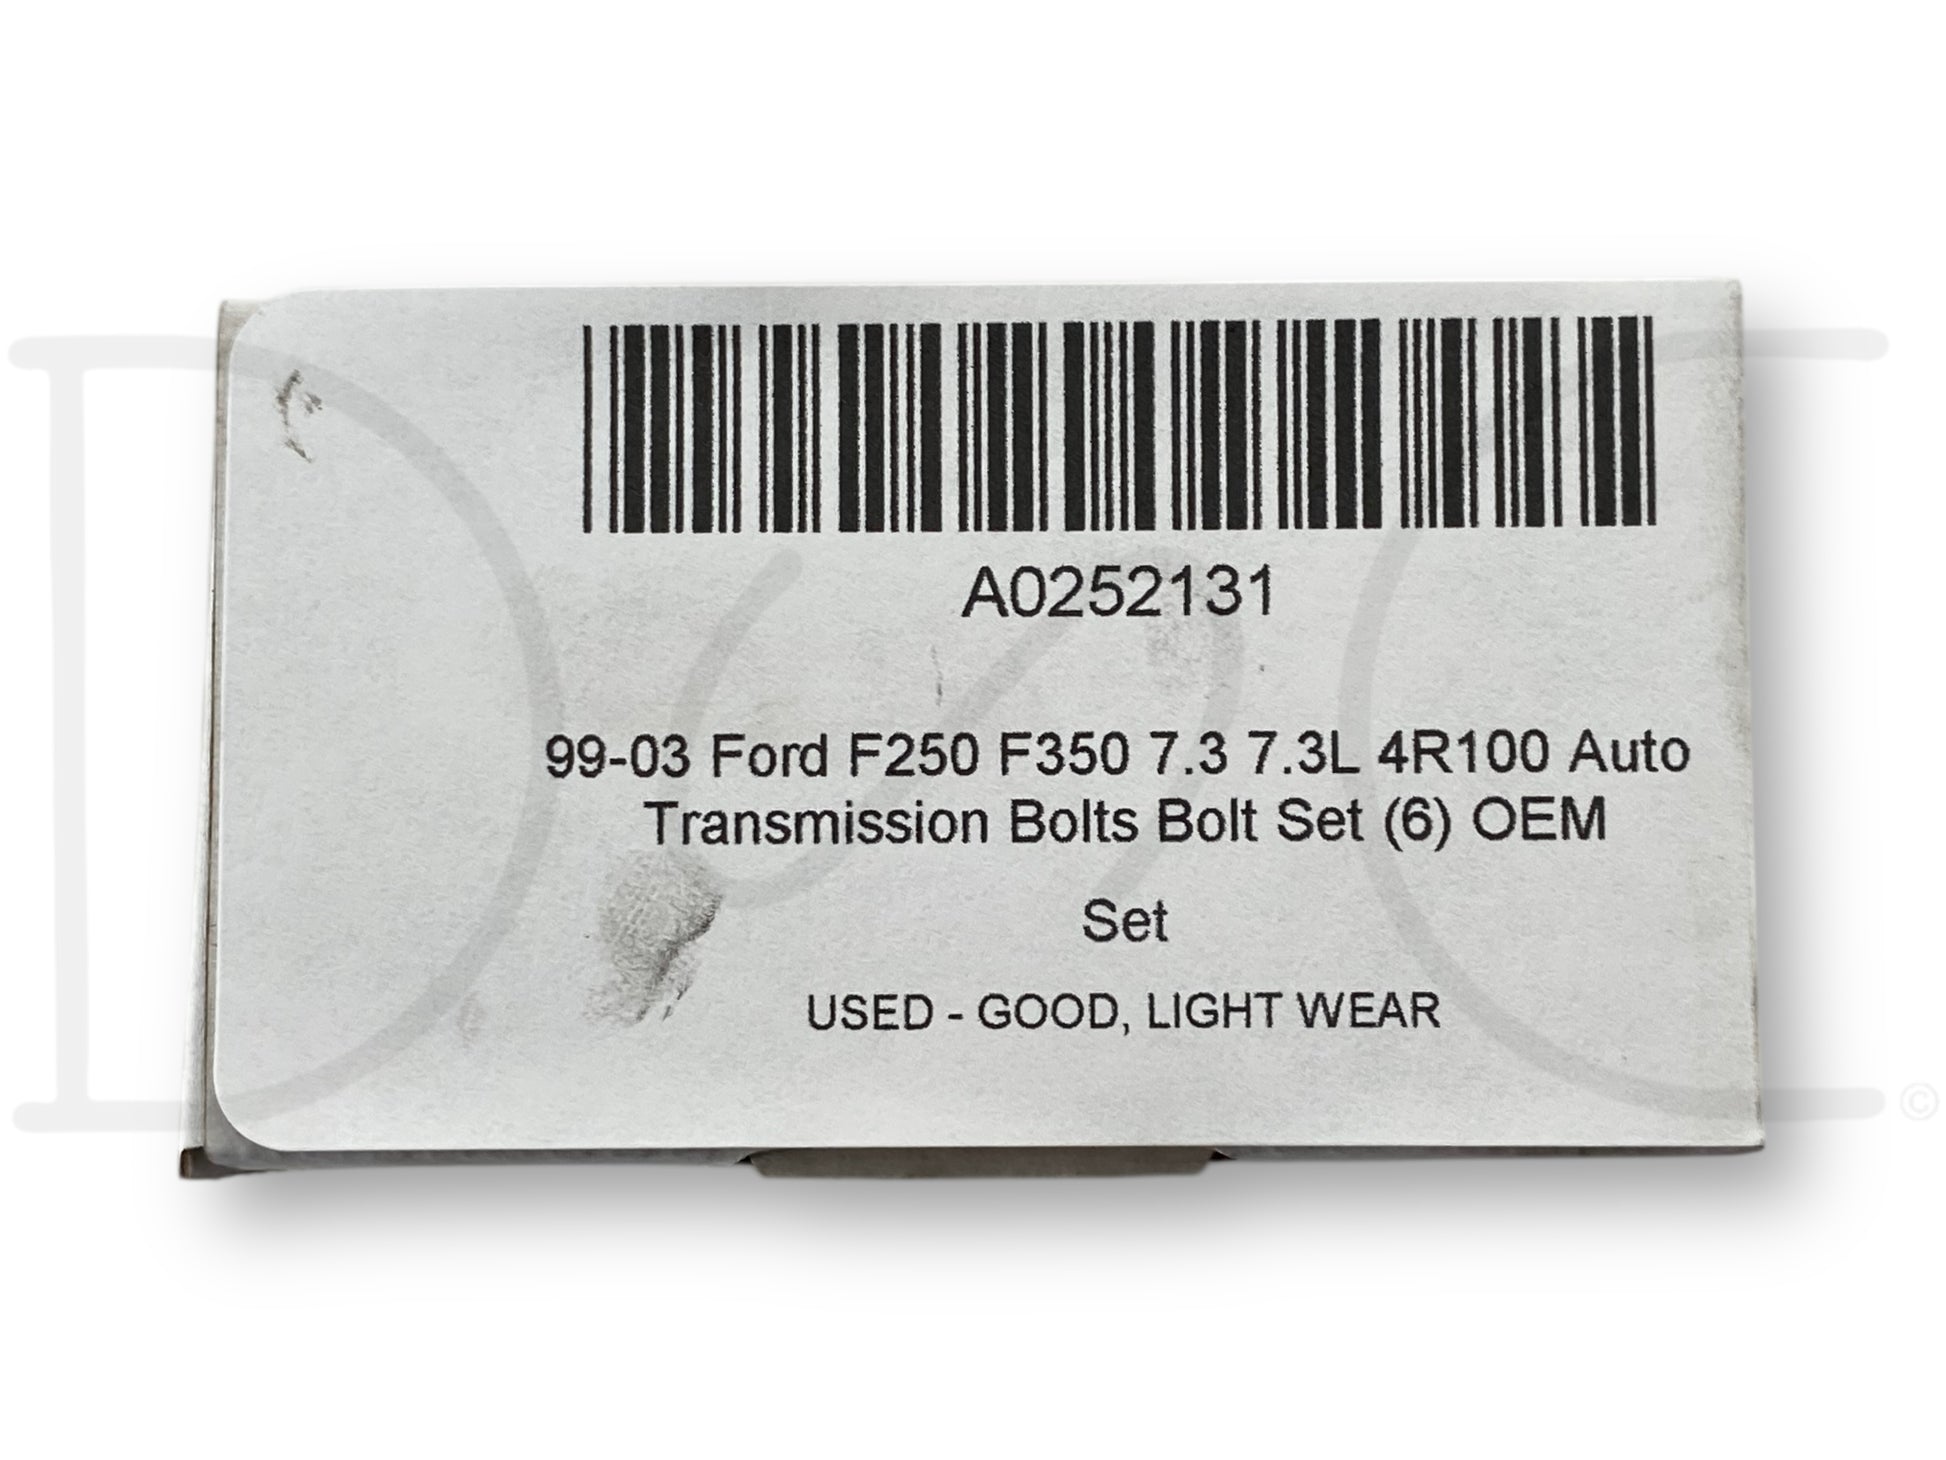 A0252131
99-03 Ford F250 F350 7.3 7.3L 4R100 Auto
Transmission Bolts Bolt Set (6) OEM
Set
USED - GOOD, LIGHT WEAR
©